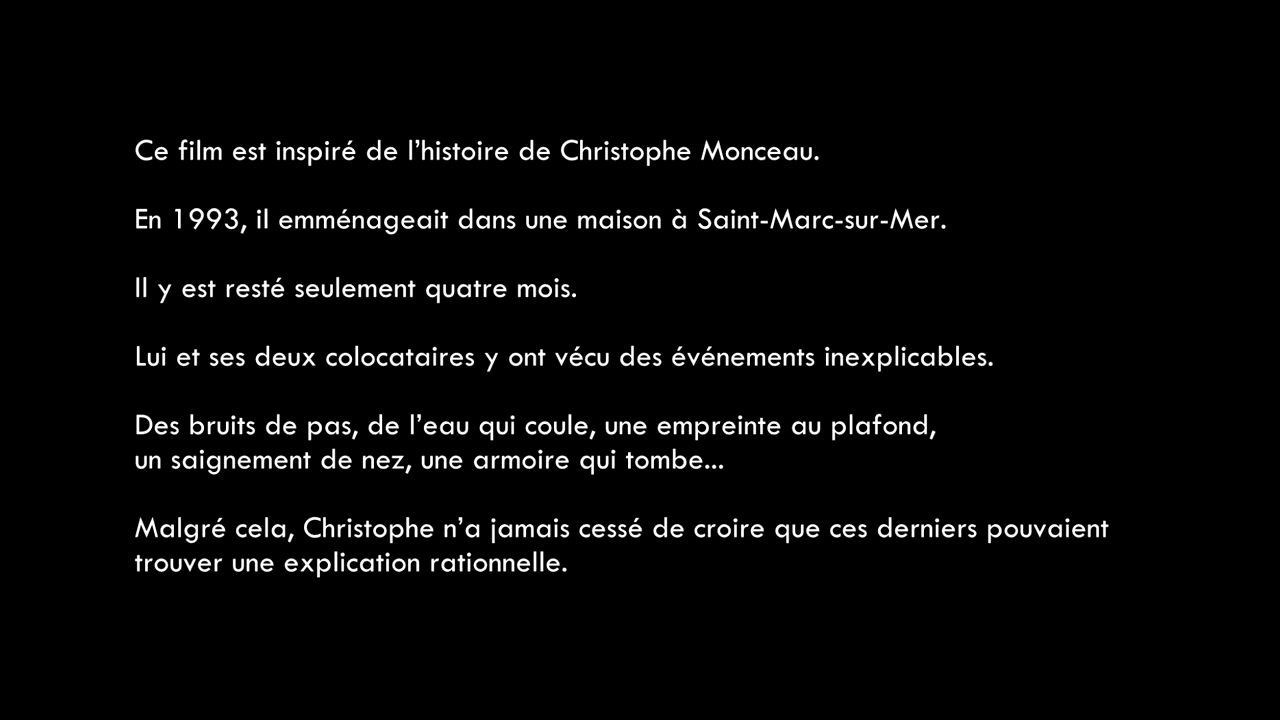 Ce film est inspiré de l’histoire de Christophe Monceau.
En 1993, il emménageait dans une maison à Saint-Marc-sur-Mer.
Il y est resté seulement quatre mois.
Lui et ses deux colocataires y ont vécu des événements inexplicables.
Des bruits de pas, de l’eau qui coule, une empreinte au plafond,
un saignement de nez, une armoire qui tombe...
Malgré cela, Christophe n’a jamais cessé de croire que ces derniers pouvaient
trouver une explication rationnelle.